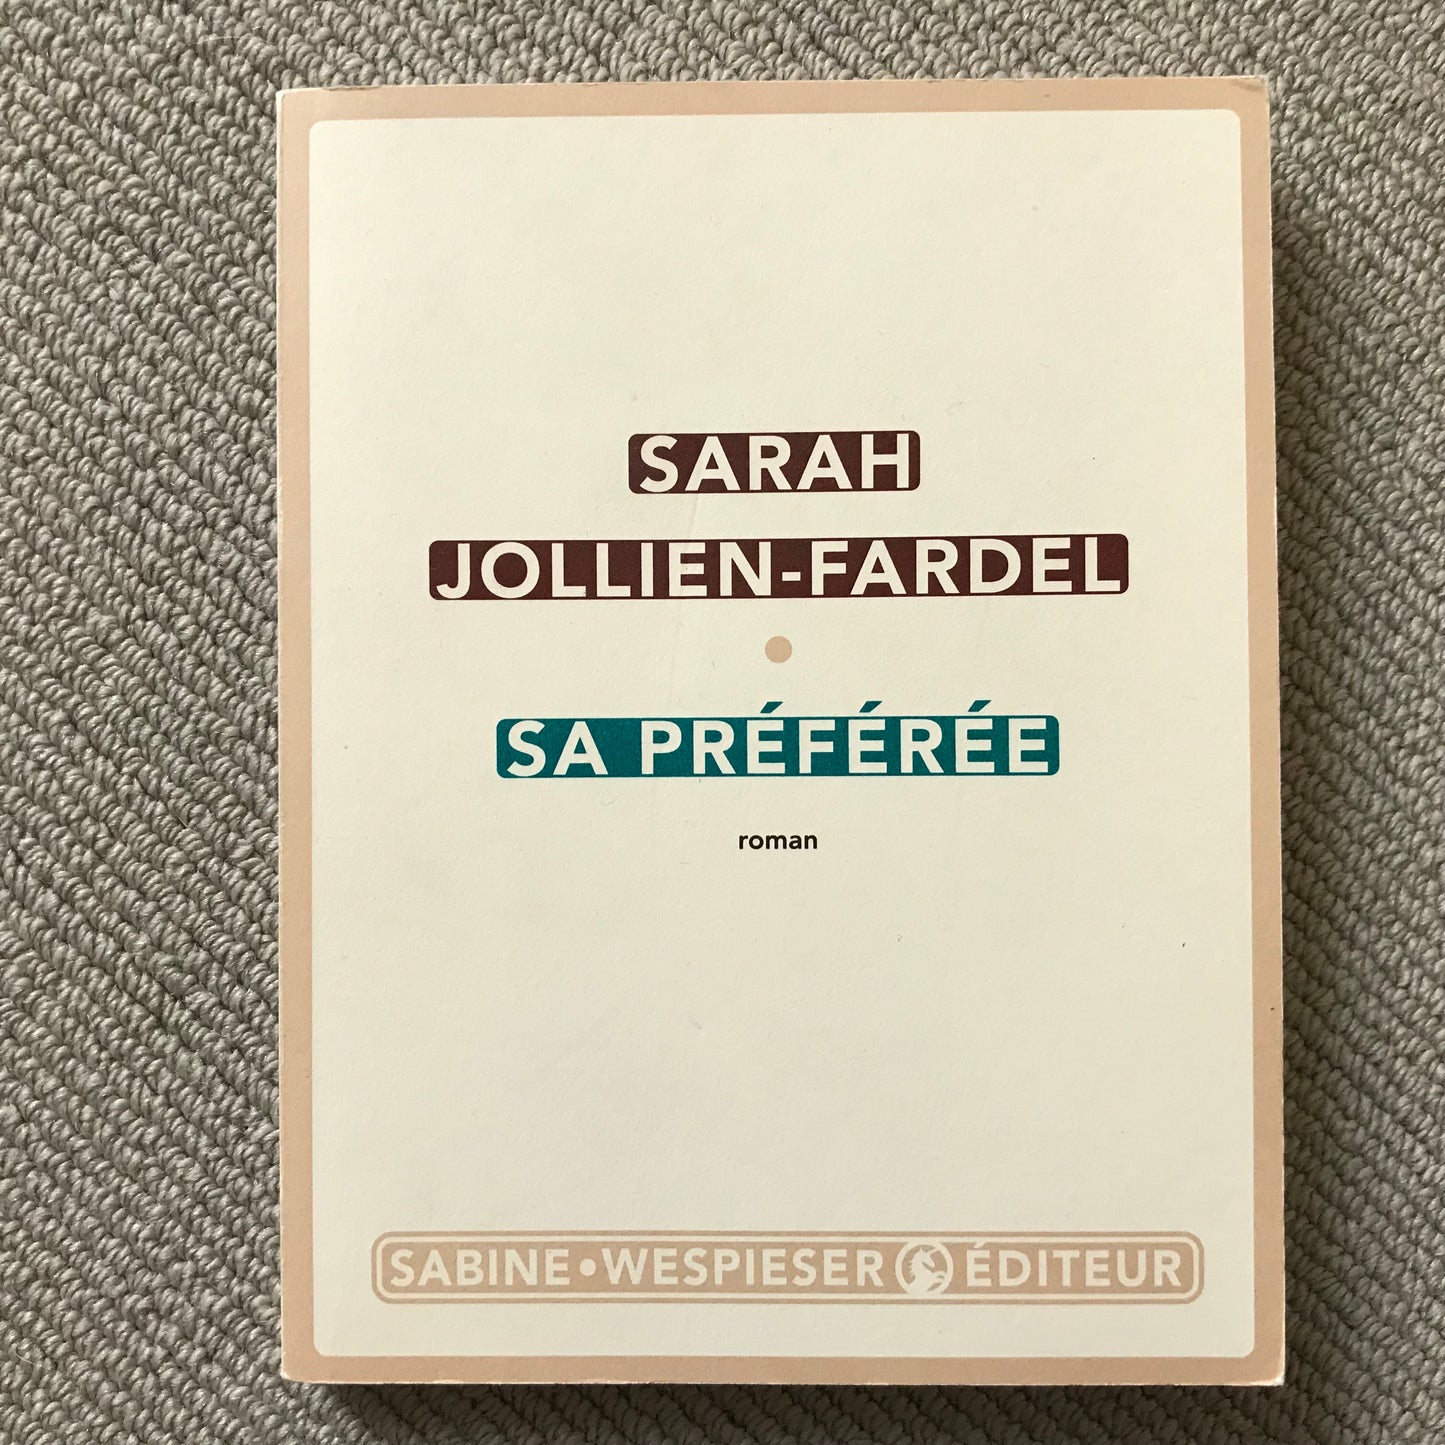 SARAH
JOLLIEN-FARDEL
SA PRÉFÉRÉE
roman
SABINE•WESPIESER ÉDITEUR